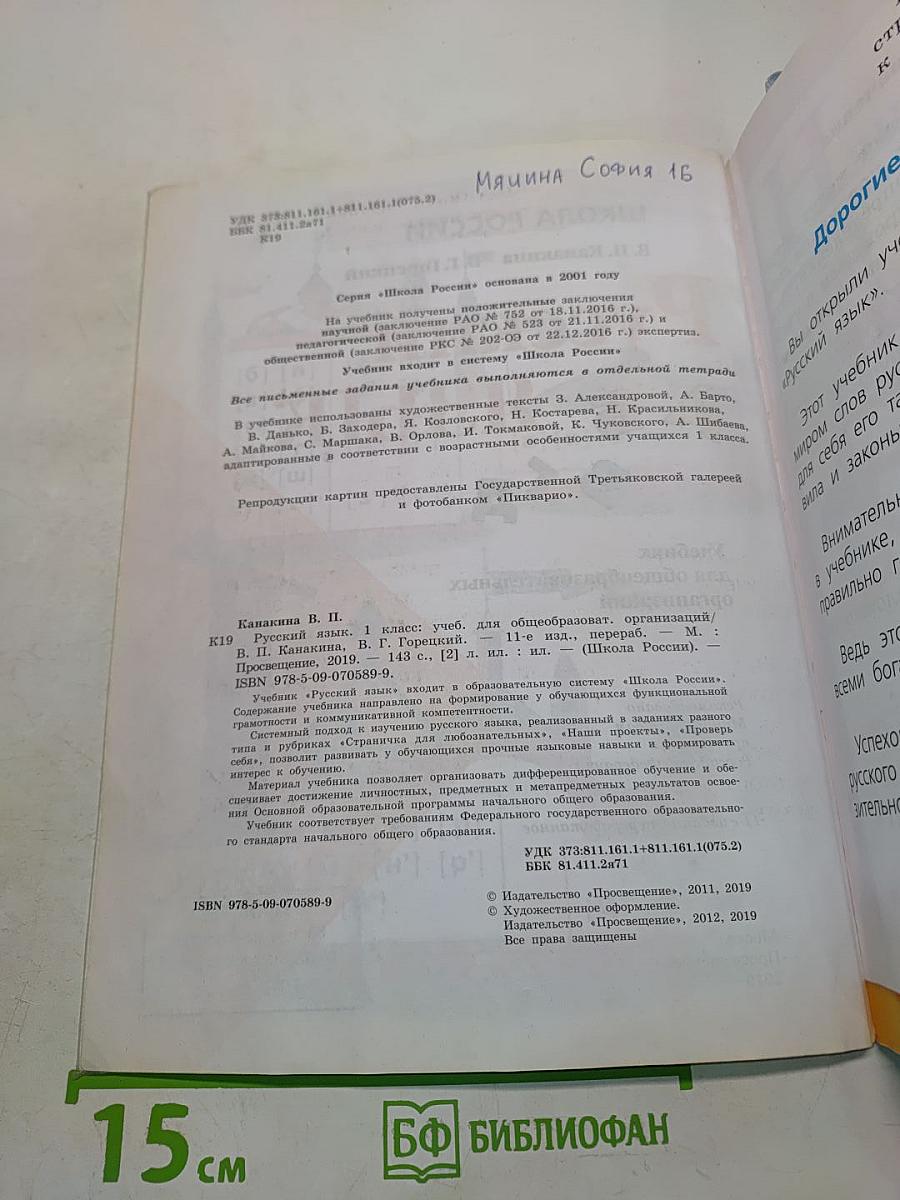 Мяцина София 1Б
УДК 373:811.161.1+811.161.1(075.2)
ББК 81.411.2я71
К19
Серия «Школа России» основана в 2001 году
На учебник получены положительные заключения
научной (заключение РАО № 752 от 18.11.2016 г.),
педагогической (заключение РАО № 523 от 21.11.2016 г.) и
общественной (заключение РКС № 202-ОЭ от 22.12.2016 г.) экспертиз.
Учебник входит в систему «Школа России»
Все письменные задания учебника выполняются в отдельной тетради
В учебнике использованы художественные тексты З. Александровой, А. Барто,
В. Данько, Б. Заходера, Я. Козловского, Н. Костарева, Н. Красильникова,
А. Майкова, С. Маршака, В. Орлова, И. Токмаковой, К. Чуковского, А. Шибаева,
адаптированные в соответствии с возрастными особенностями учащихся 1 класса.
Репродукции картин предоставлены Государственной Третьяковской галереей
и фотобанком «Пикварио».
Канакина В. П.
К19 Русский язык. 1 класс: учеб. для общеобразоват. организаций/
В. П. Канакина, В. Г. Горецкий. — 11-е изд., перераб. — М. :
Просвещение, 2019. — 143 с., [2] л. ил. : ил. — (Школа России). —
ISBN 978-5-09-070589-9.
Учебник «Русский язык» входит в образовательную систему «Школа России».
Содержание учебника направлено на формирование у обучающихся функциональной
грамотности и коммуникативной компетентности.
Системный подход к изучению русского языка, реализованный в заданиях разного
типа и рубриках «Страничка для любознательных», «Наши проекты», «Проверь
себя», позволит развивать у обучающихся прочные языковые навыки и формировать
интерес к обучению.
Материал учебника позволяет организовать дифференцированное обучение и обе-
спечивает достижение личностных, предметных и метапредметных результатов освое-
ния Основной образовательной программы начального общего образования.
Учебник соответствует требованиям Федерального государственного образовательно-
го стандарта начального общего образования.
УДК 373:811.161.1+811.161.1(075.2)
ББК 81.411.2я71
ISBN 978-5-09-070589-9
© Издательство «Просвещение», 2011, 2019
© Художественное оформление.
Издательство «Просвещение», 2012, 2019
Все права защищены
Дорогие
Вы открыли
«Русский язык».
Этот учебник
миром слов
для себя его
вила и законы
в учебнике,
правильно
Ведь
всеми
русского
15 см
БФ БИБЛИОФАН